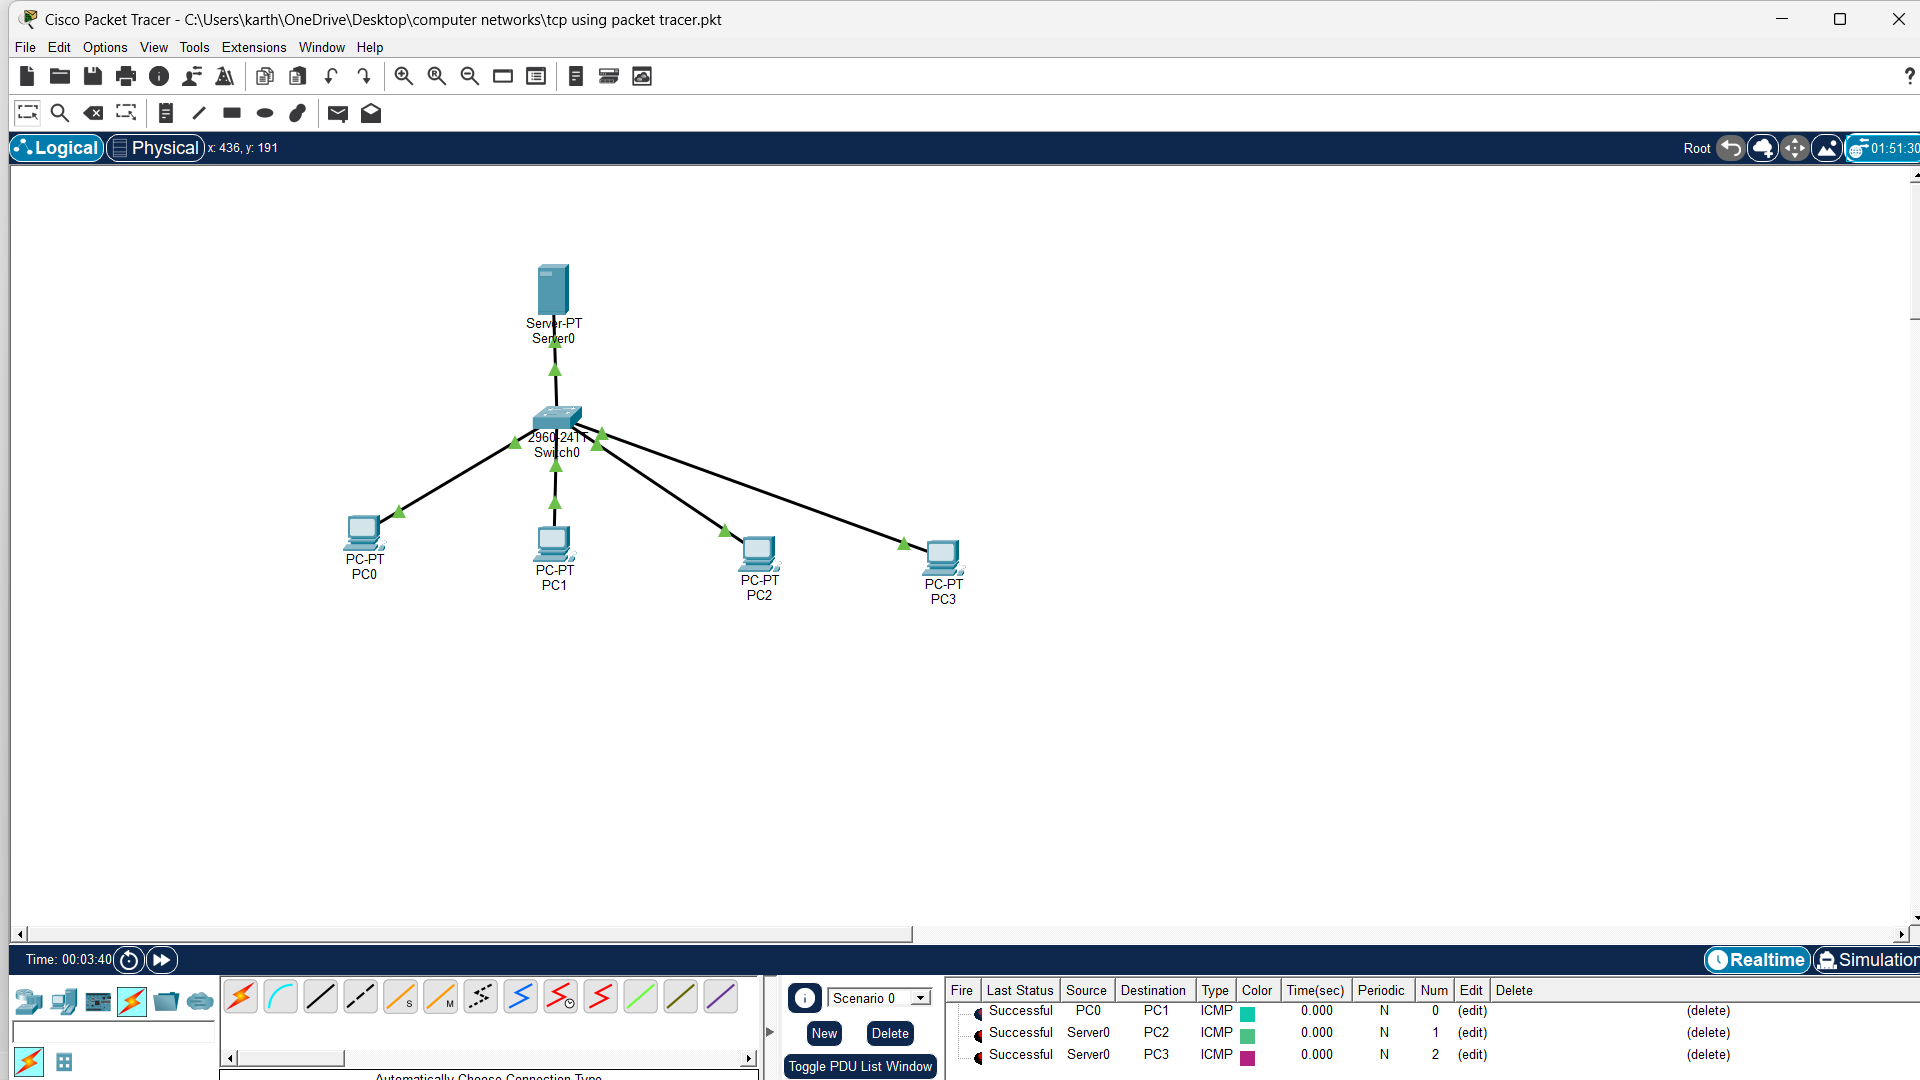 Cisco Packet Tracer - C:\Users\karth\OneDrive\Desktop\computer networks\tcp using packet tracer.pkt
File Edit Options View Tools Extensions Window Help
?
Logical Physical x: 436, y: 191 Root 01:51:30
Server-PT
Server0
2960-24TT
Switch0
PC-PT
PC0
PC-PT
PC1
PC-PT
PC2
PC-PT
PC3
Time: 00:03:40 Realtime Simulation
S M
Automatically Choose Connection Type
Scenario 0
New Delete
Toggle PDU List Window
Fire Last Status Source Destination Type Color Time(sec) Periodic Num Edit Delete
Successful PC0 PC1 ICMP 0.000 N 0 (edit) (delete)
Successful Server0 PC2 ICMP 0.000 N 1 (edit) (delete)
Successful Server0 PC3 ICMP 0.000 N 2 (edit) (delete)